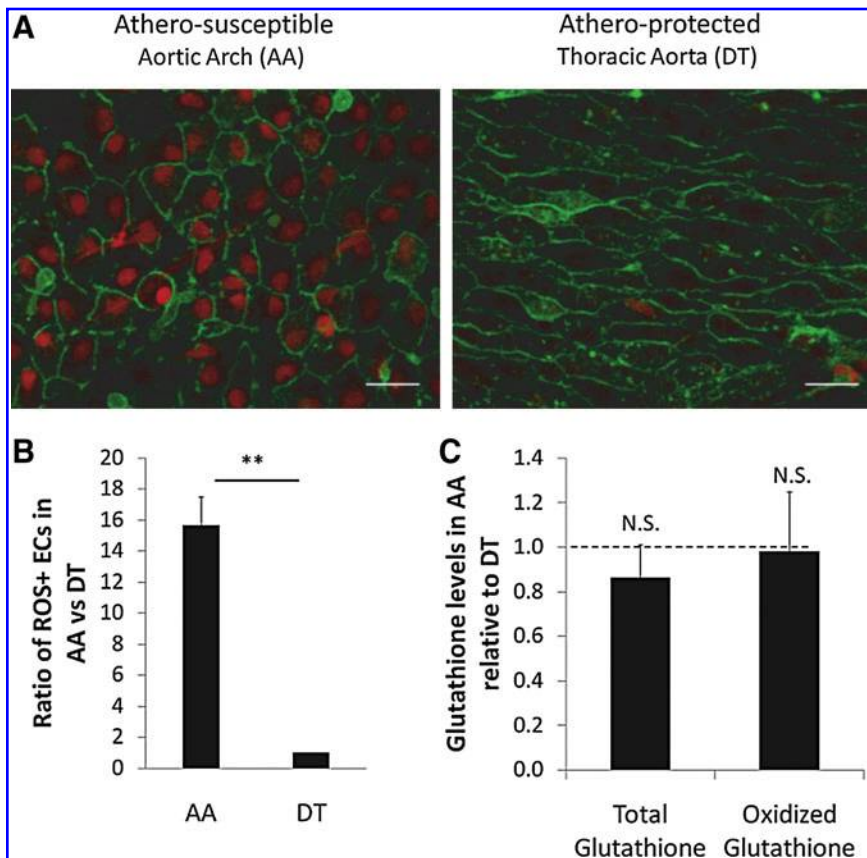 A
Athero-susceptible
Aortic Arch (AA)
Athero-protected
Thoracic Aorta (DT)
B
Ratio of ROS+ ECs in
AA vs DT
20
18
16
14
12
10
8
6
4
2
0
**
AA
DT
C
Glutathione levels in AA
relative to DT
1.4
1.2
1.0
0.8
0.6
0.4
0.2
0.0
N.S.
N.S.
Total
Glutathione
Oxidized
Glutathione